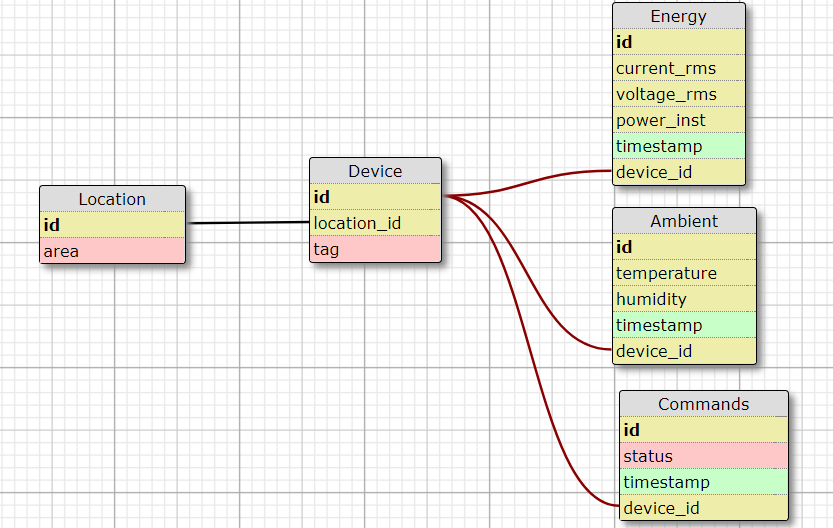 Location
id
area
Device
id
location_id
tag
Energy
id
current_rms
voltage_rms
power_inst
timestamp
device_id
Ambient
id
temperature
humidity
timestamp
device_id
Commands
id
status
timestamp
device_id